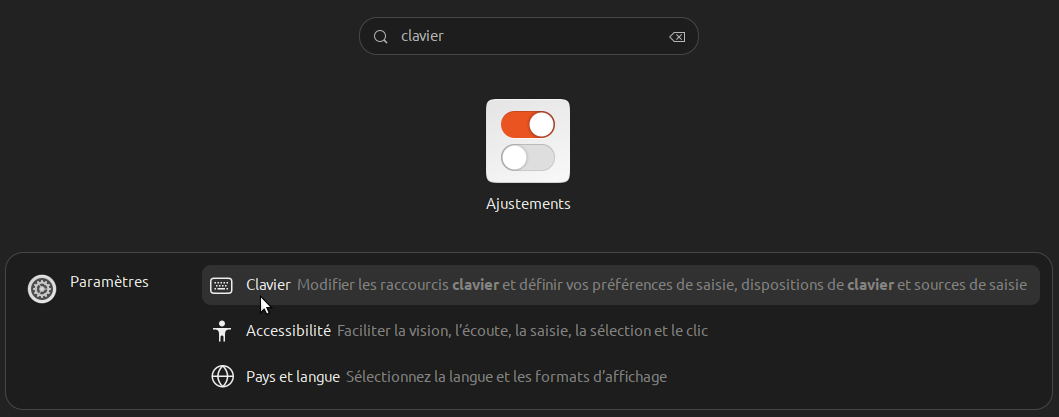 clavier
Ajustements
Paramètres
Clavier Modifier les raccourcis clavier et définir vos préférences de saisie, dispositions de clavier et sources de saisie
Accessibilité Faciliter la vision, l’écoute, la saisie, la sélection et le clic
Pays et langue Sélectionnez la langue et les formats d’affichage